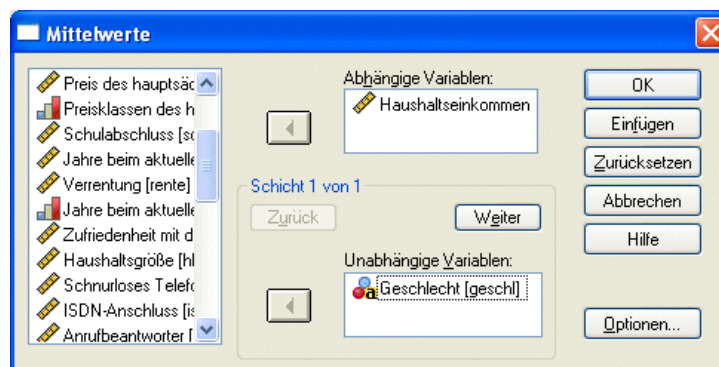 Mittelwerte
Preis des hauptsäc
Preisklassen des h
Schulabschluss [sc
Jahre beim aktuelle
Verrentung [rente]
Jahre beim aktuelle
Zufriedenheit mit d
Haushaltsgröße [hl
Schnurloses Telefo
ISDN-Anschluss [is
Anrufbeantworter [
Abhängige Variablen:
Haushaltseinkommen
Schicht 1 von 1
Zurück
Weiter
Unabhängige Variablen:
Geschlecht [geschl]
OK
Einfügen
Zurücksetzen
Abbrechen
Hilfe
Optionen...